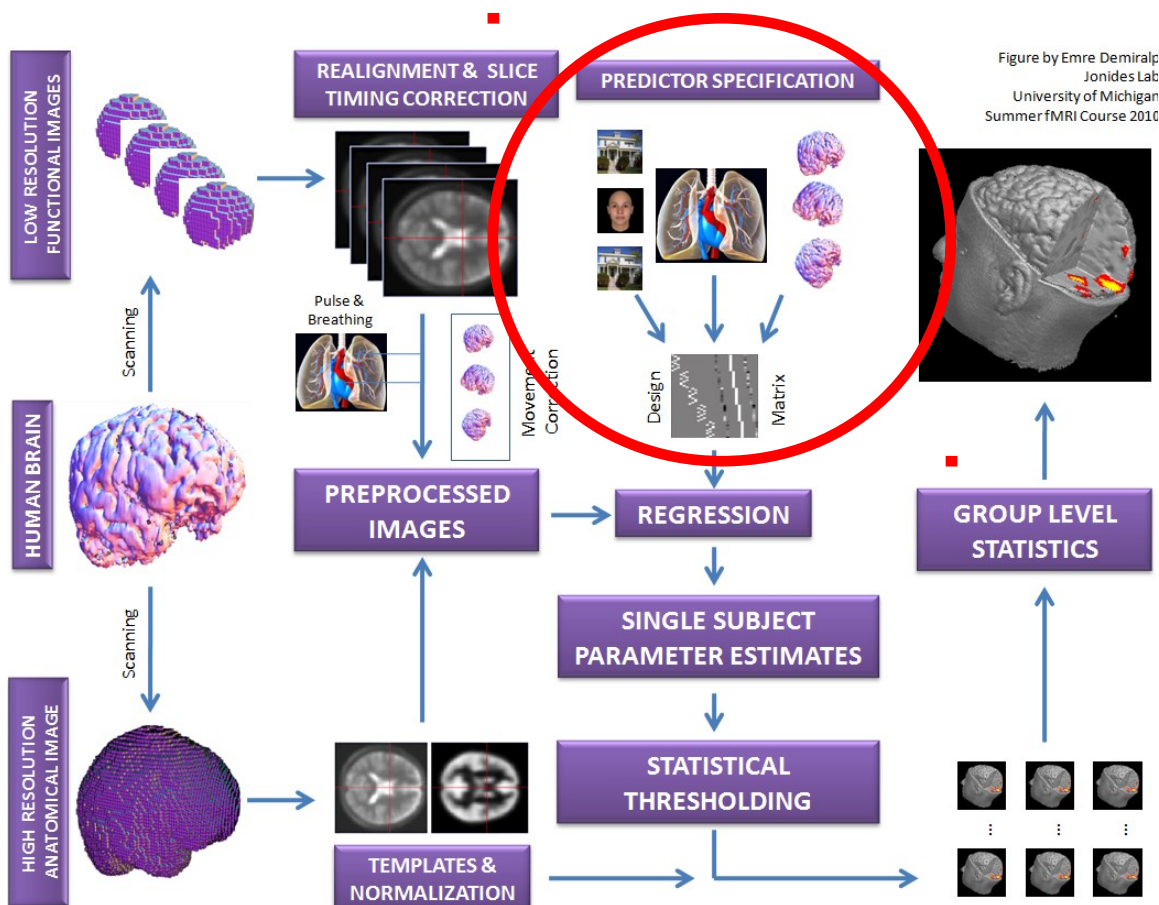 LOW RESOLUTION
FUNCTIONAL IMAGES
REALIGNMENT & SLICE
TIMING CORRECTION
PREDICTOR SPECIFICATION
Figure by Emre Demiralp
Jonides Lab
University of Michigan
Summer fMRI Course 2010
Scanning
Pulse &
Breathing
Movement
Correction
Design
Matrix
HUMAN BRAIN
PREPROCESSED
IMAGES
REGRESSION
GROUP LEVEL
STATISTICS
Scanning
SINGLE SUBJECT
PARAMETER ESTIMATES
HIGH RESOLUTION
ANATOMICAL IMAGE
STATISTICAL
THRESHOLDING
TEMPLATES &
NORMALIZATION
... ... ...